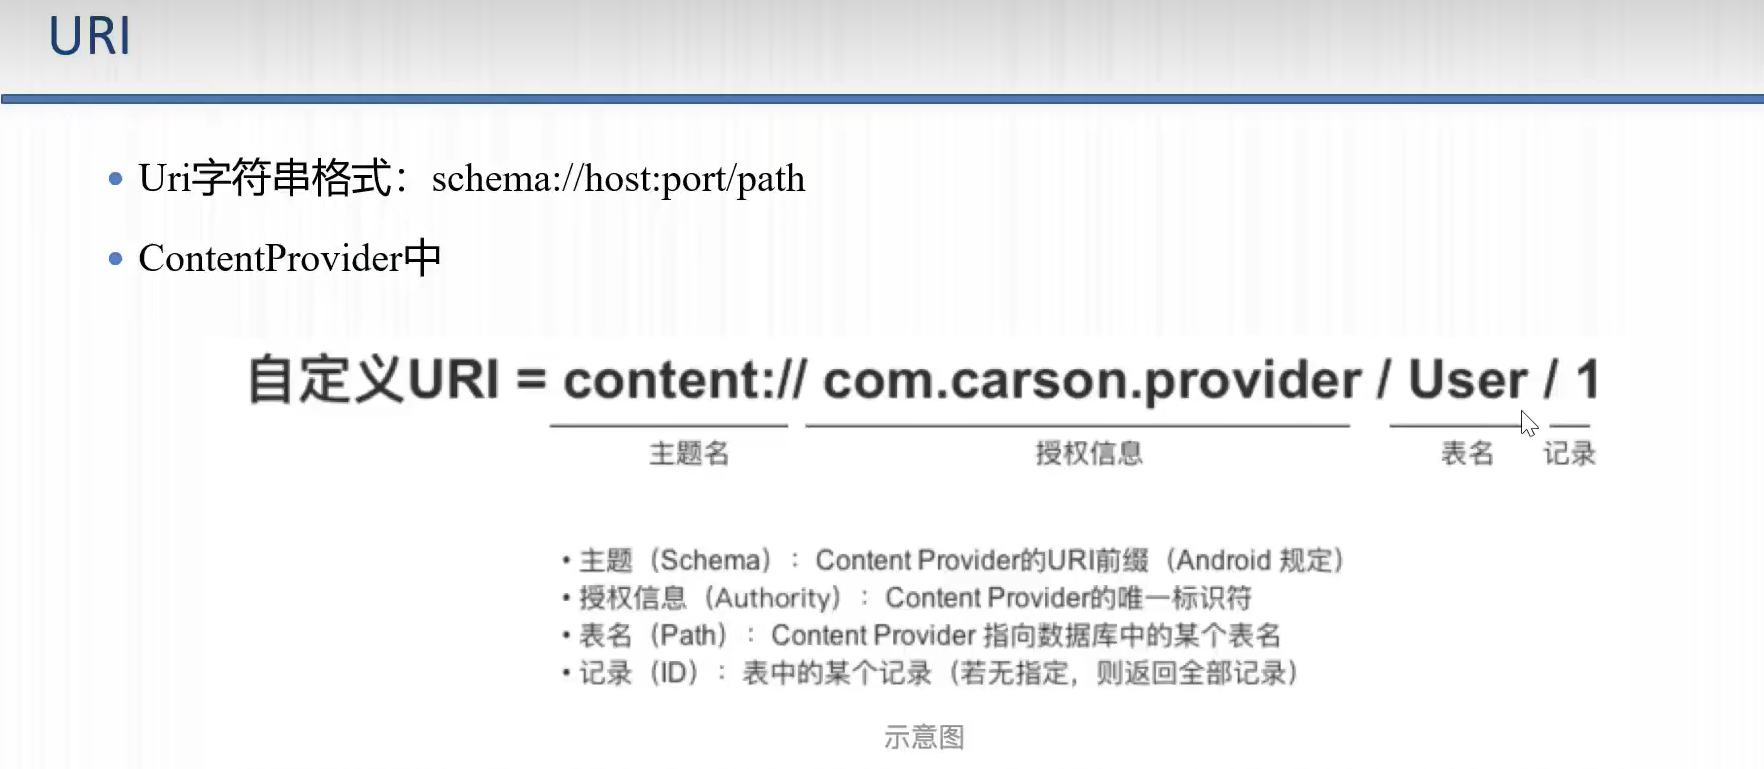 URI
• Uri字符串格式：schema://host:port/path
• ContentProvider中
自定义URI = content:// com.carson.provider / User / 1
主题名 授权信息 表名 记录
• 主题（Schema）：Content Provider的URI前缀（Android 规定）
• 授权信息（Authority）：Content Provider的唯一标识符
• 表名（Path）：Content Provider 指向数据库中的某个表名
• 记录（ID）：表中的某个记录（若无指定，则返回全部记录）
示意图